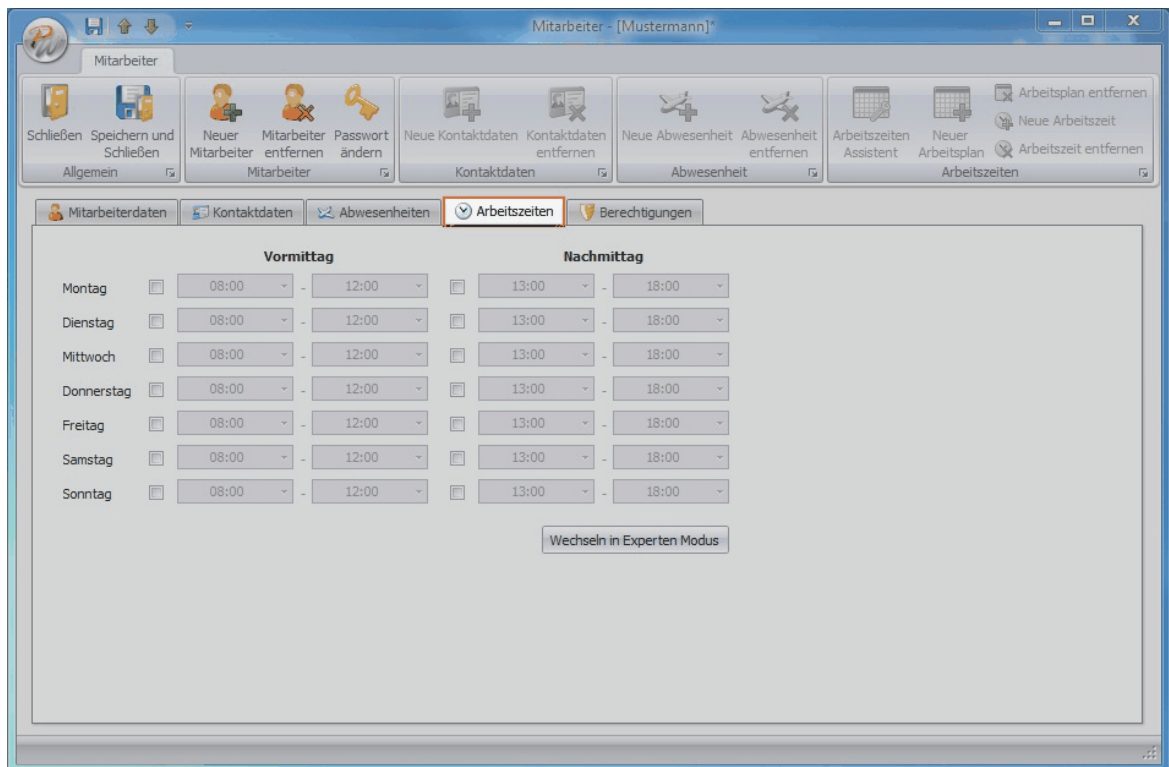 Mitarbeiter - [Mustermann]*
Mitarbeiter
Schließen
Speichern und
Schließen
Allgemein
Neuer
Mitarbeiter
Mitarbeiter
entfernen
Passwort
ändern
Mitarbeiter
Neue Kontaktdaten
Kontaktdaten
entfernen
Kontaktdaten
Neue Abwesenheit
Abwesenheit
entfernen
Abwesenheit
Arbeitszeiten
Assistent
Neuer
Arbeitsplan
Arbeitsplan entfernen
Neue Arbeitszeit
Arbeitszeit entfernen
Arbeitszeiten
Mitarbeiterdaten
Kontaktdaten
Abwesenheiten
Arbeitszeiten
Berechtigungen
Vormittag Nachmittag
Montag 08:00 - 12:00 13:00 - 18:00
Dienstag 08:00 - 12:00 13:00 - 18:00
Mittwoch 08:00 - 12:00 13:00 - 18:00
Donnerstag 08:00 - 12:00 13:00 - 18:00
Freitag 08:00 - 12:00 13:00 - 18:00
Samstag 08:00 - 12:00 13:00 - 18:00
Sonntag 08:00 - 12:00 13:00 - 18:00
Wechseln in Experten Modus